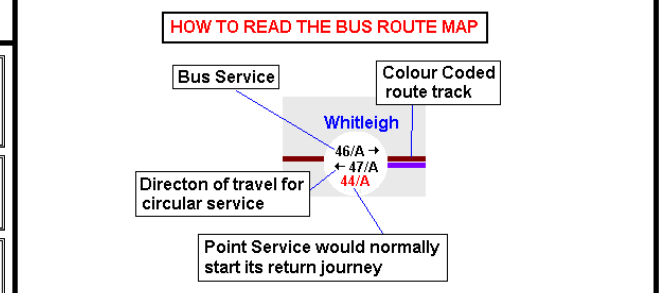 HOW TO READ THE BUS ROUTE MAP
Bus Service
Colour Coded
route track
Whitleigh
46/A →
← 47/A
44/A
Directon of travel for
circular service
Point Service would normally
start its return journey